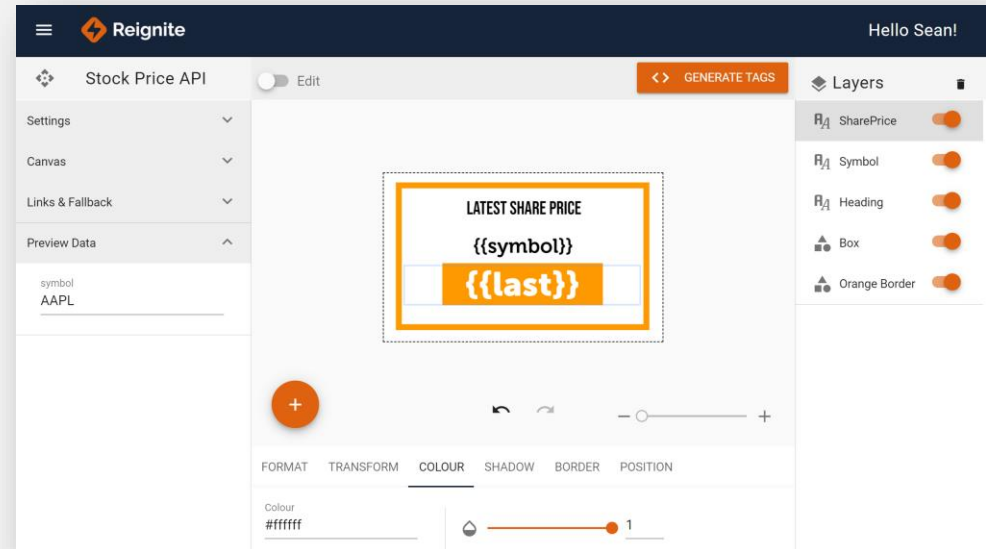 Reignite
Hello Sean!
Stock Price API
Settings
Canvas
Links & Fallback
Preview Data
symbol
AAPL
Edit
<> GENERATE TAGS
LATEST SHARE PRICE
{{symbol}}
{{last}}
+
− +
FORMAT TRANSFORM COLOUR SHADOW BORDER POSITION
Colour
#ffffff
1
Layers
SharePrice
Symbol
Heading
Box
Orange Border